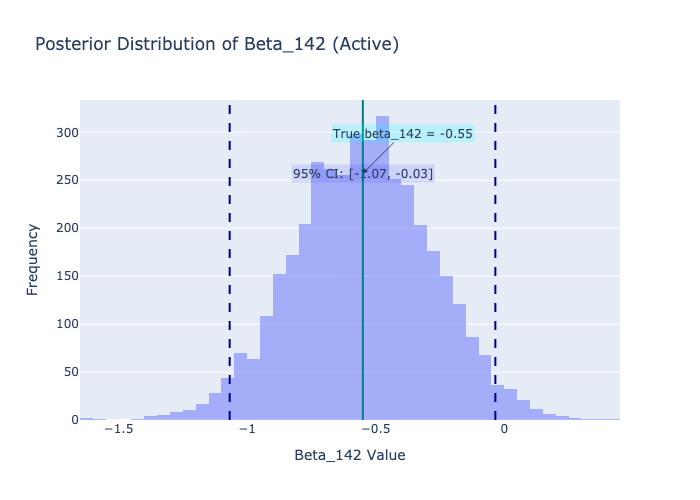 Posterior Distribution of Beta_142 (Active)
True beta_142 = -0.55
95% CI: [-1.07, -0.03]
Frequency
300
250
200
150
100
50
0
−1.5
−1
−0.5
0
Beta_142 Value